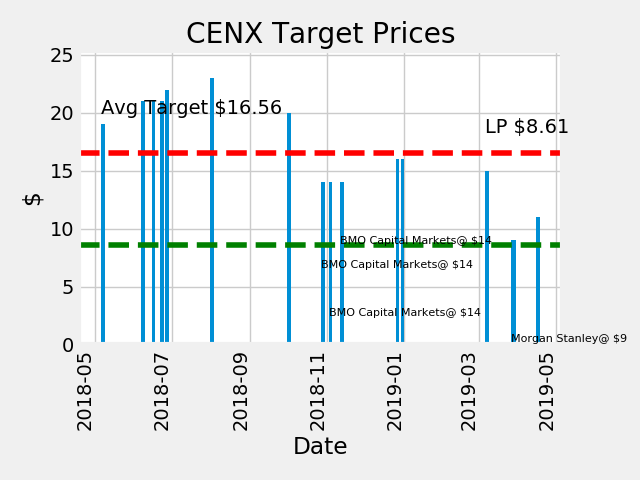 CENX Target Prices
25
Avg Target $16.56
20
LP $8.61
15
$
10
BMO Capital Markets@ $14
BMO Capital Markets@ $14
5
BMO Capital Markets@ $14
Morgan Stanley@ $9
0
2018-05
2018-07
2018-09
2018-11
2019-01
2019-03
2019-05
Date